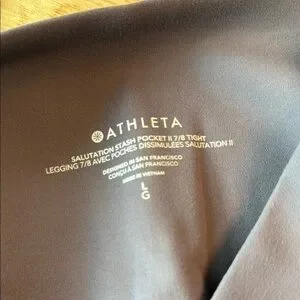 ATHLETA
SALUTATION STASH POCKET II 7/8 TIGHT
LEGGING 7/8 AVEC POCHES DISSIMULÉES SALUTATION II
DESIGNED IN SAN FRANCISCO
CONÇU À SAN FRANCISCO
MADE IN VIETNAM
L
G